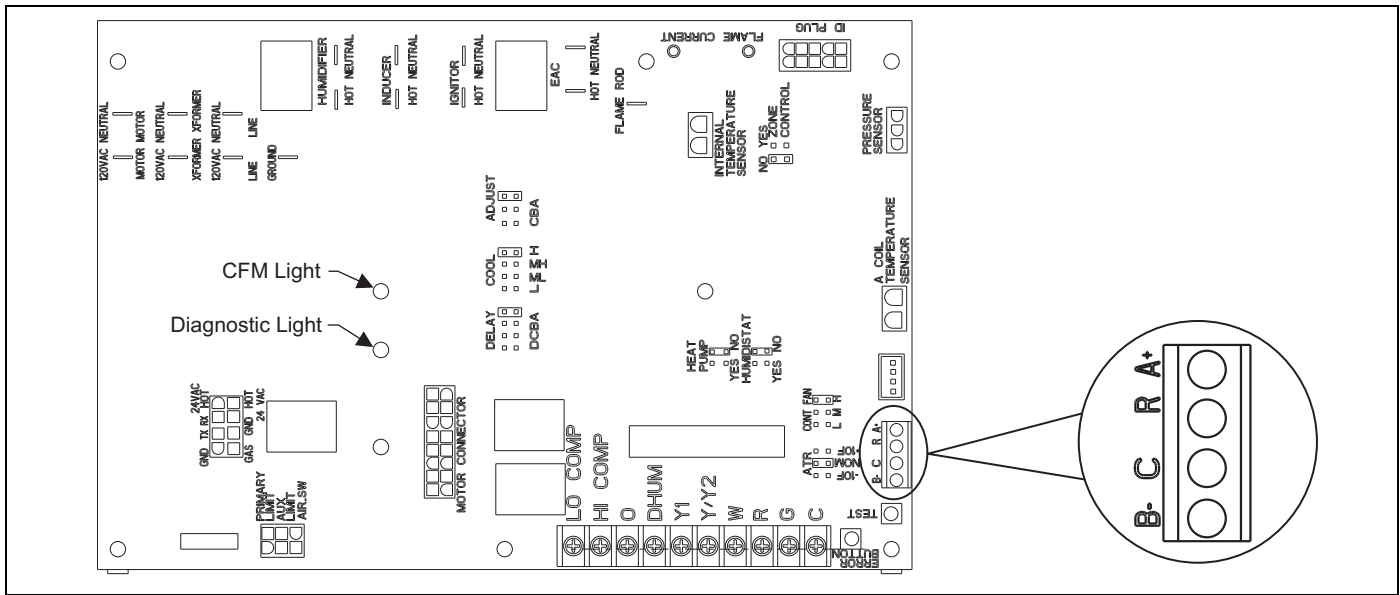 120VAC NEUTRAL
MOTOR MOTOR
120VAC NEUTRAL
XFORMER XFORMER
120VAC NEUTRAL
LINE LINE
GROUND
HUMIDIFIER
HOT NEUTRAL
INDUCER
HOT NEUTRAL
IGNITOR
HOT NEUTRAL
EAC
HOT NEUTRAL
FLAME ROD
FLAME CURRENT
ID PLUG
INTERNAL
TEMPERATURE
SENSOR
NO YES
ZONE
CONTROL
PRESSURE
SENSOR
ADJUST
CBA
CFM Light
COOL
L M M H
L H
A COIL
TEMPERATURE
SENSOR
Diagnostic Light
DELAY
DCBA
HEAT
PUMP
YES NO
HUMIDISTAT
YES NO
24VAC
GND TX RX HOT
GAS GND HOT
24 VAC
MOTOR CONNECTOR
CONT FAN
L M H
ATR
-10F
NOM
+10F
B- C R A+
B- C R A+
PRIMARY
LIMIT
AUX
LIMIT
AIR.SW
LO COMP
HI COMP
O
DHUM
Y1
Y/Y2
W
R
G
C
TEST
ERROR
BUTTON